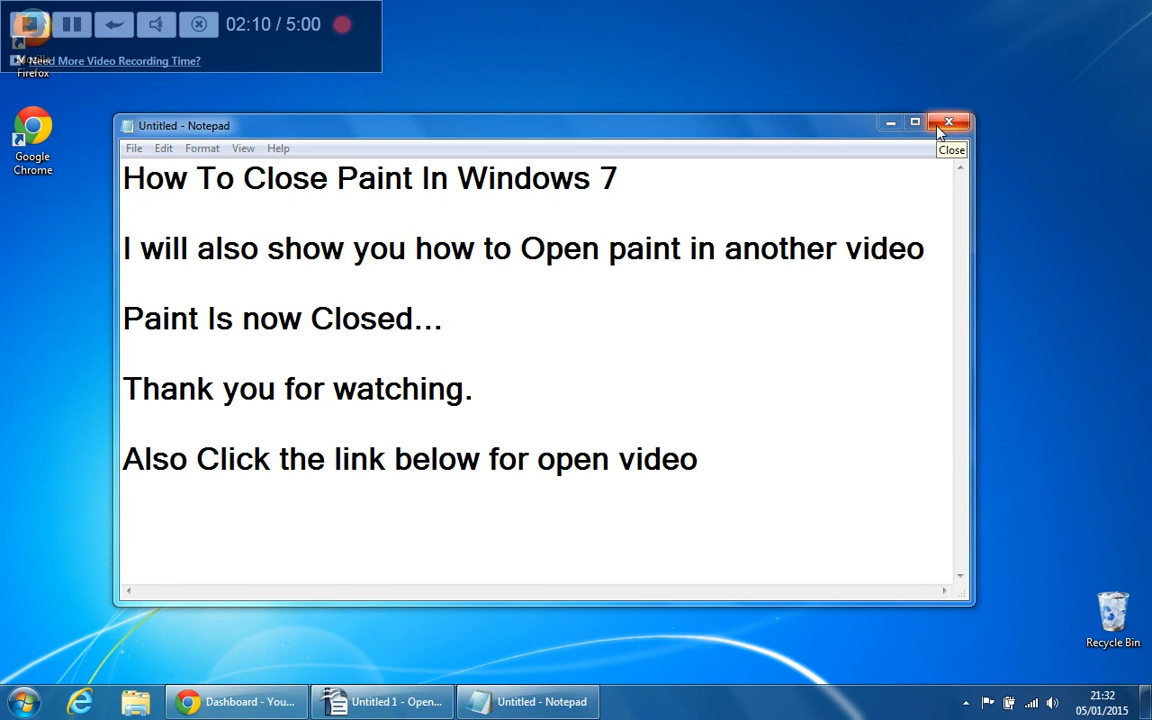 02:10 / 5:00
Need More Video Recording Time?
Mozilla
Firefox
Google
Chrome
Untitled - Notepad
File Edit Format View Help
Close
How To Close Paint In Windows 7
I will also show you how to Open paint in another video
Paint Is now Closed...
Thank you for watching.
Also Click the link below for open video
Recycle Bin
Dashboard - You...
Untitled 1 - Open...
Untitled - Notepad
21:32
05/01/2015